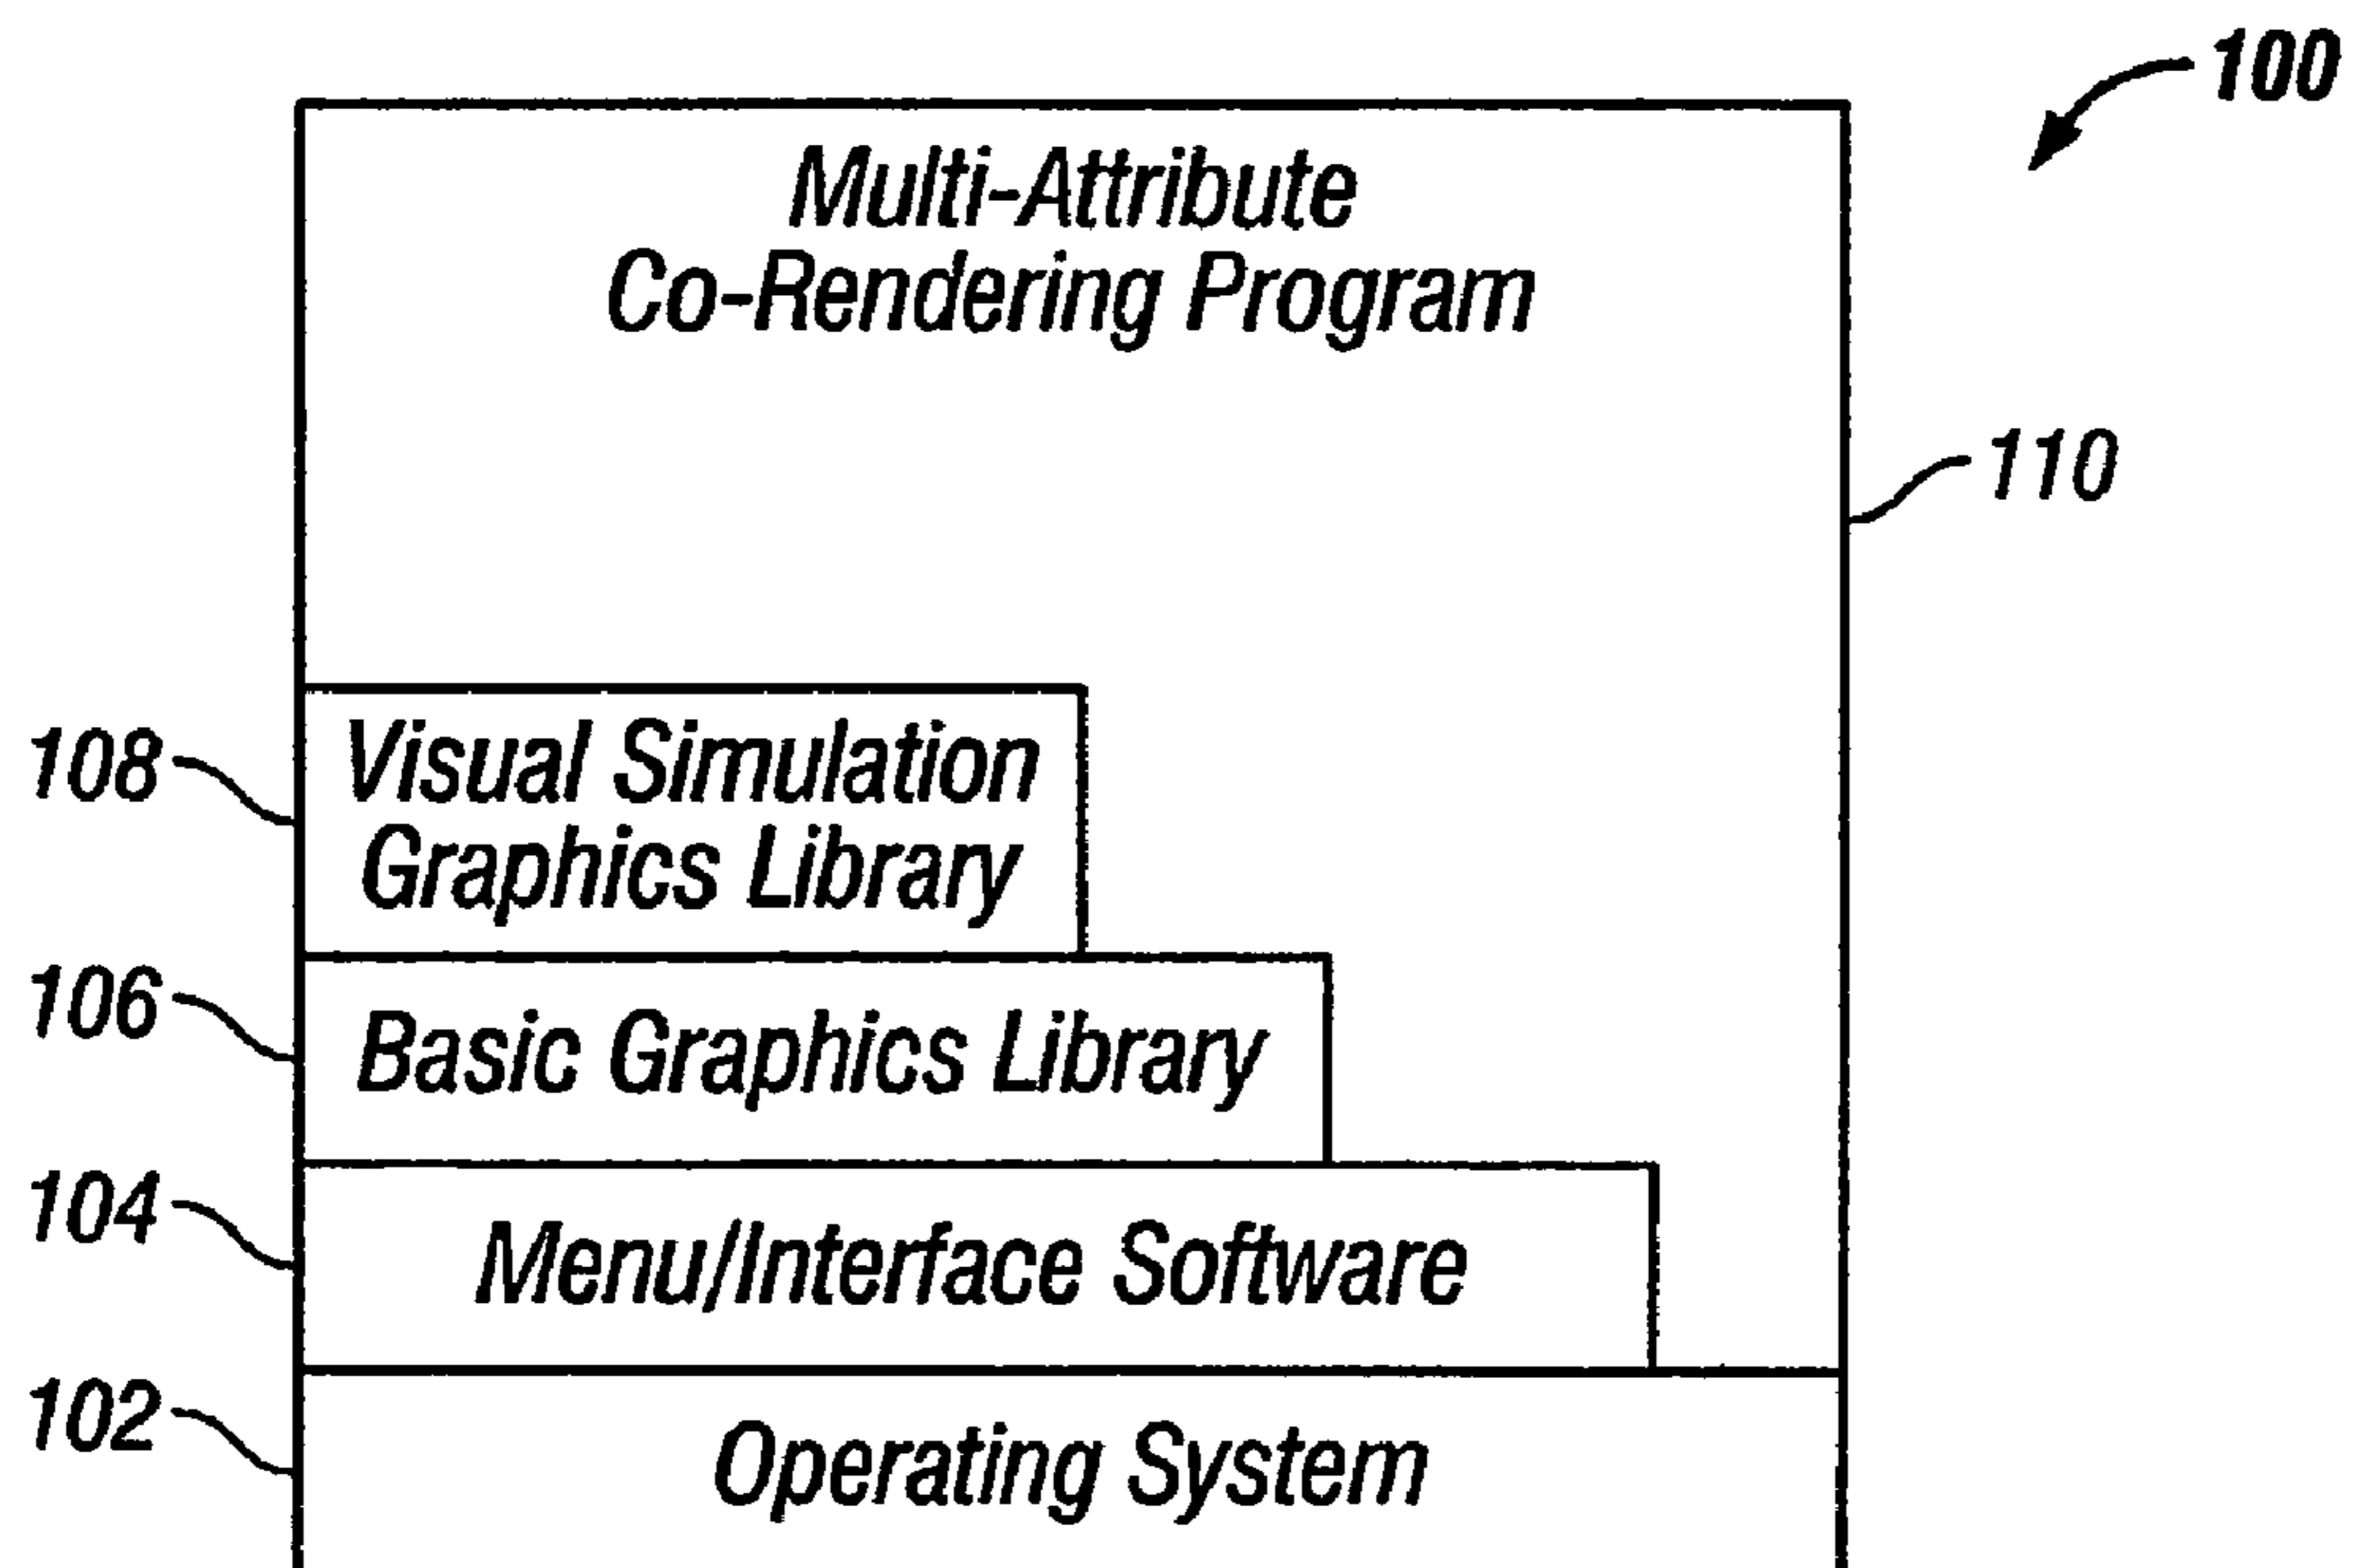 100
Multi-Attribute
Co-Rendering Program
110
108
Visual Simulation
Graphics Library
106
Basic Graphics Library
104
Menu/Interface Software
102
Operating System